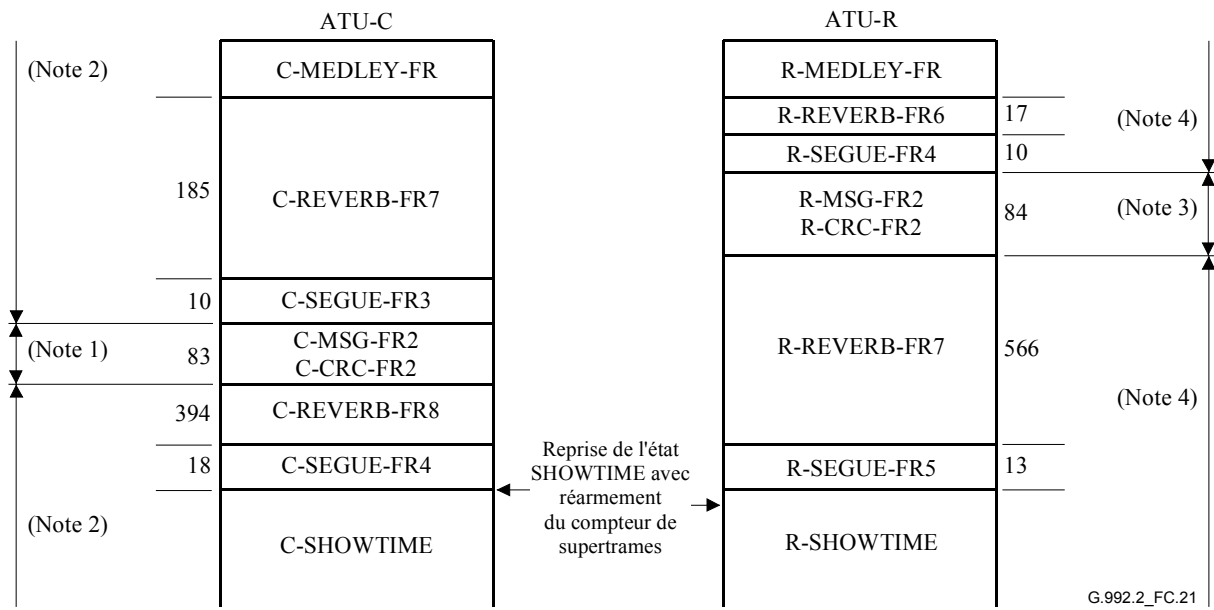 ATU-C
ATU-R
(Note 2)
C-MEDLEY-FR
R-MEDLEY-FR
R-REVERB-FR6
17
(Note 4)
R-SEGUE-FR4
10
185
C-REVERB-FR7
R-MSG-FR2
R-CRC-FR2
84
(Note 3)
10
C-SEGUE-FR3
(Note 1)
83
C-MSG-FR2
C-CRC-FR2
R-REVERB-FR7
566
(Note 4)
394
C-REVERB-FR8
18
C-SEGUE-FR4
Reprise de l'état
SHOWTIME avec
réarmement
du compteur de
supertrames
R-SEGUE-FR5
13
(Note 2)
C-SHOWTIME
R-SHOWTIME
G.992.2_FC.21